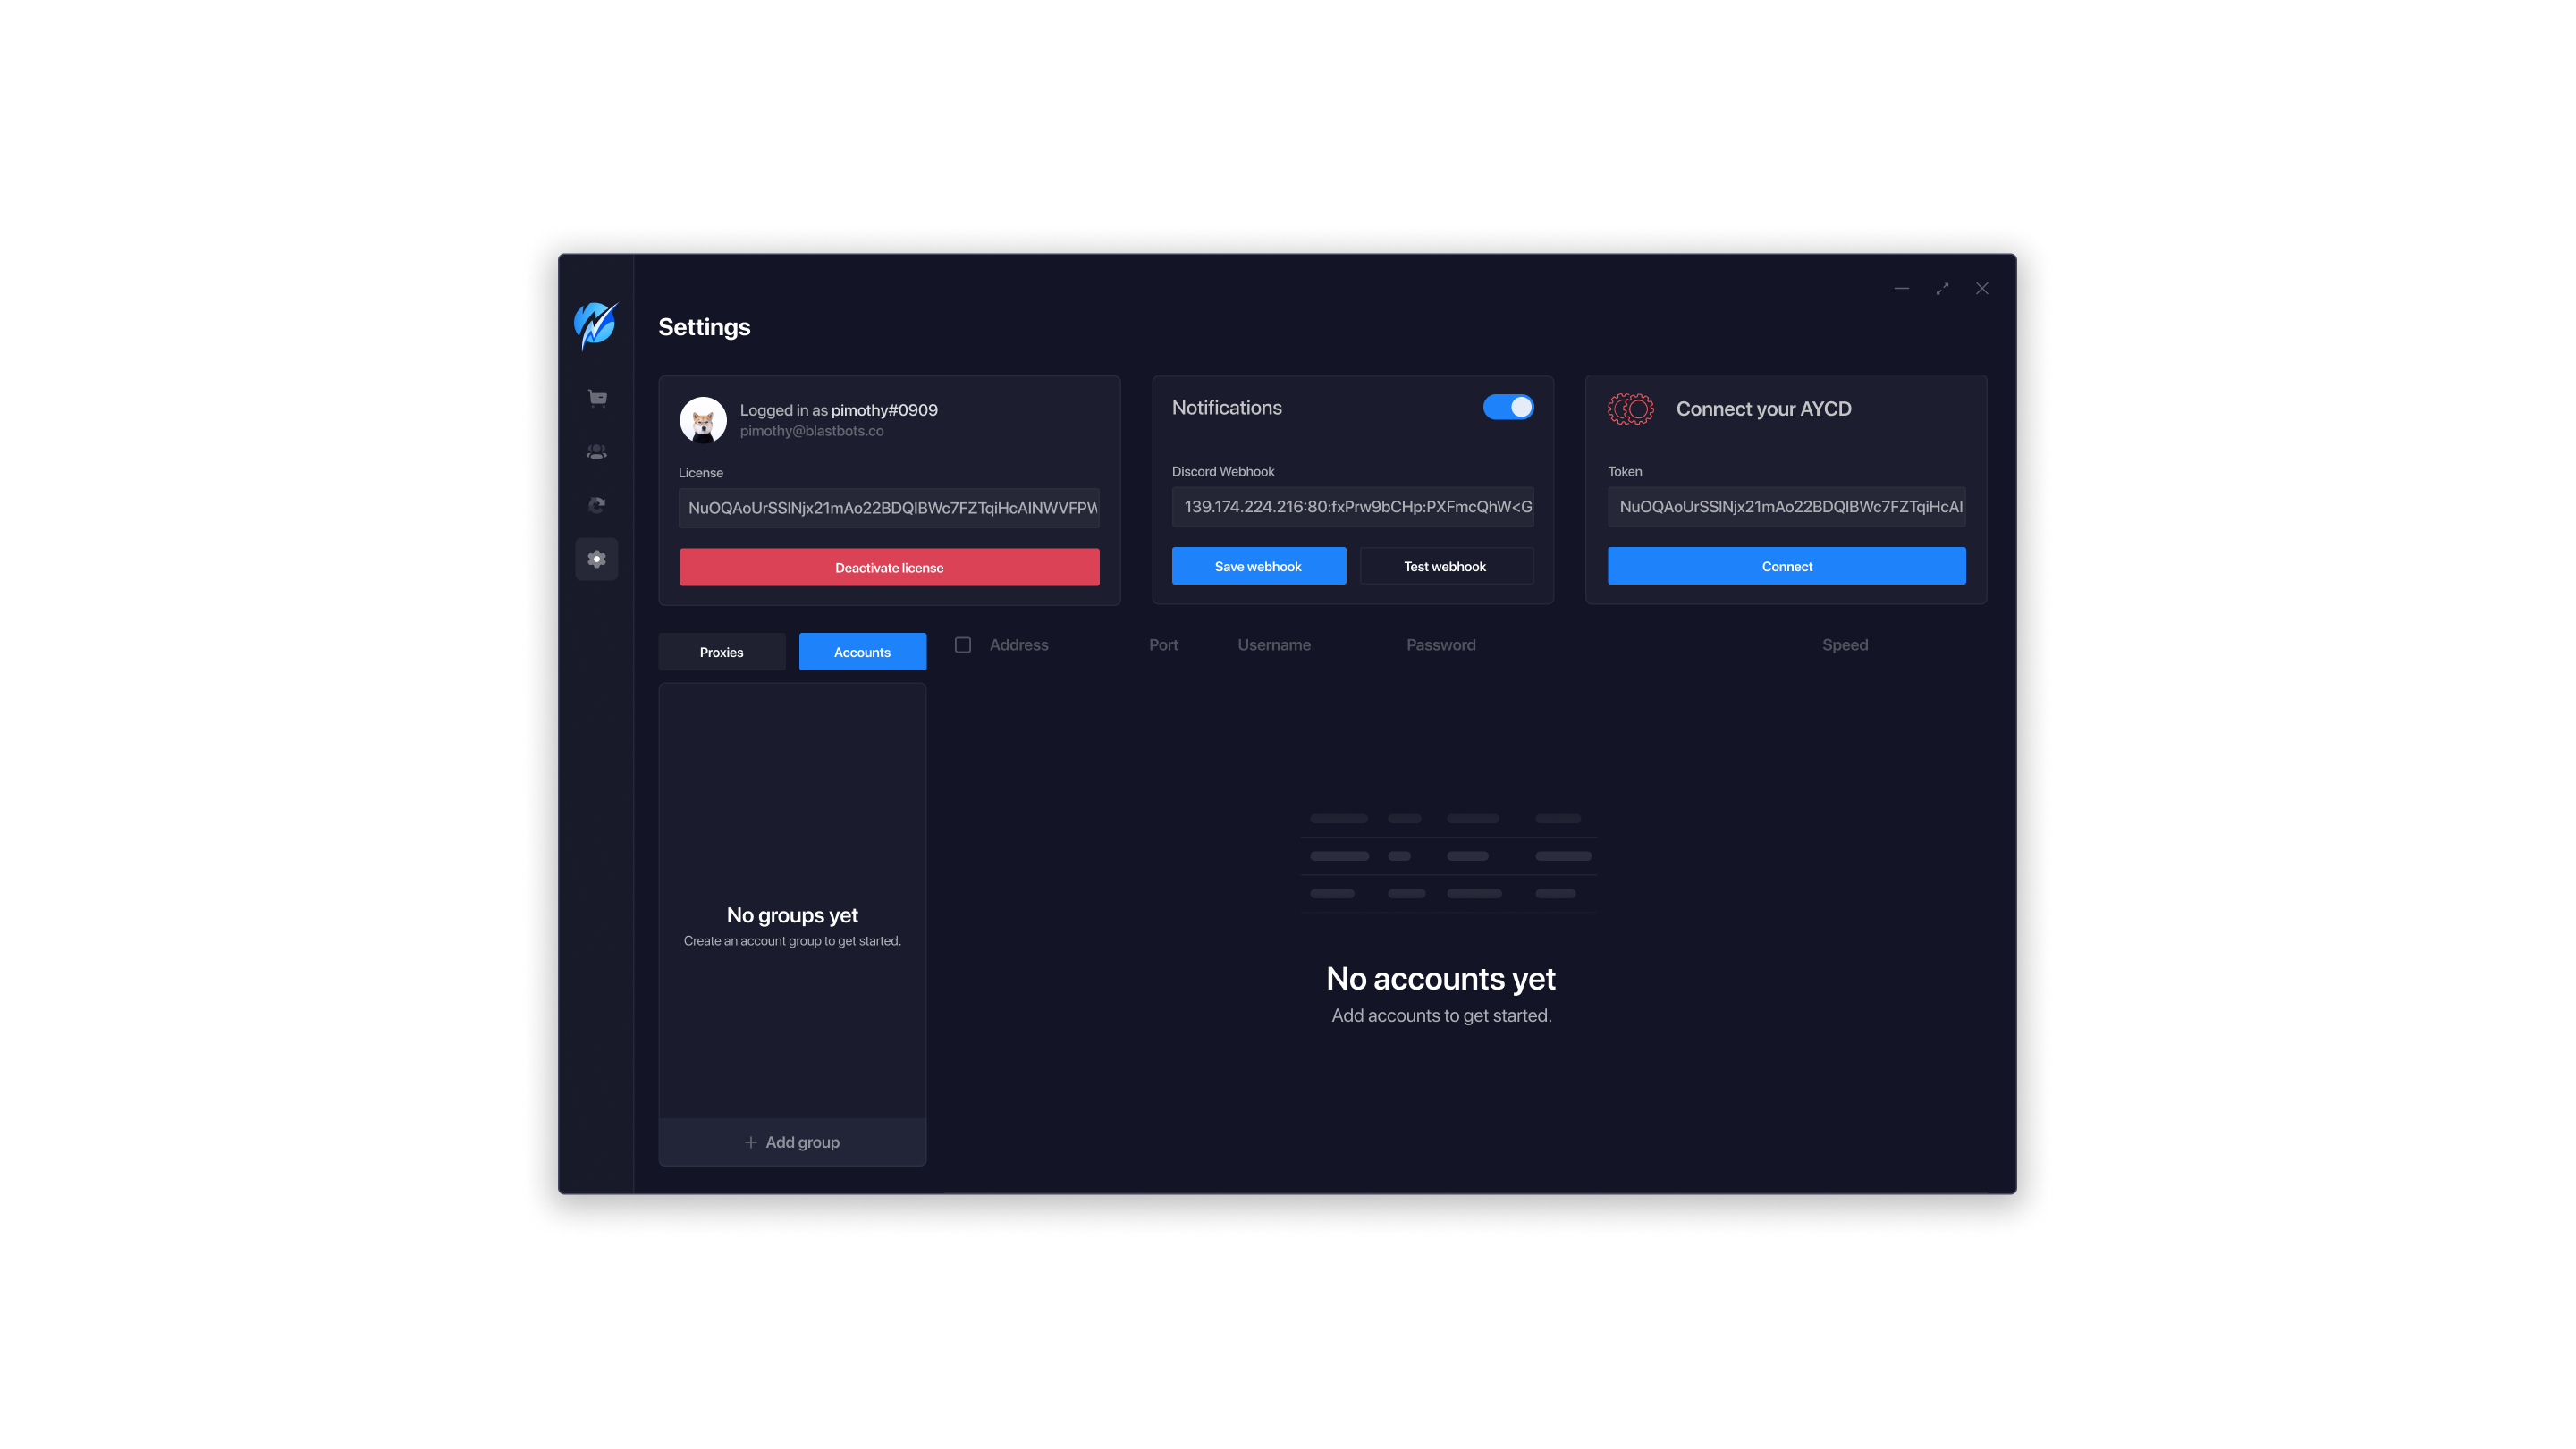 Settings
Logged in as pimothy#0909
pimothy@blastbots.co
License
NuOQAoUrSSINjx21mAo22BDQIBWc7FZTqiHcAINWVFPW
Deactivate license
Notifications
Discord Webhook
139.174.224.216:80:fxPrw9bCHp:PXFmcQhW<G
Save webhook
Test webhook
Connect your AYCD
Token
NuOQAoUrSSINjx21mAo22BDQIBWc7FZTqiHcAI
Connect
Proxies
Accounts
Address
Port
Username
Password
Speed
No groups yet
Create an account group to get started.
Add group
No accounts yet
Add accounts to get started.